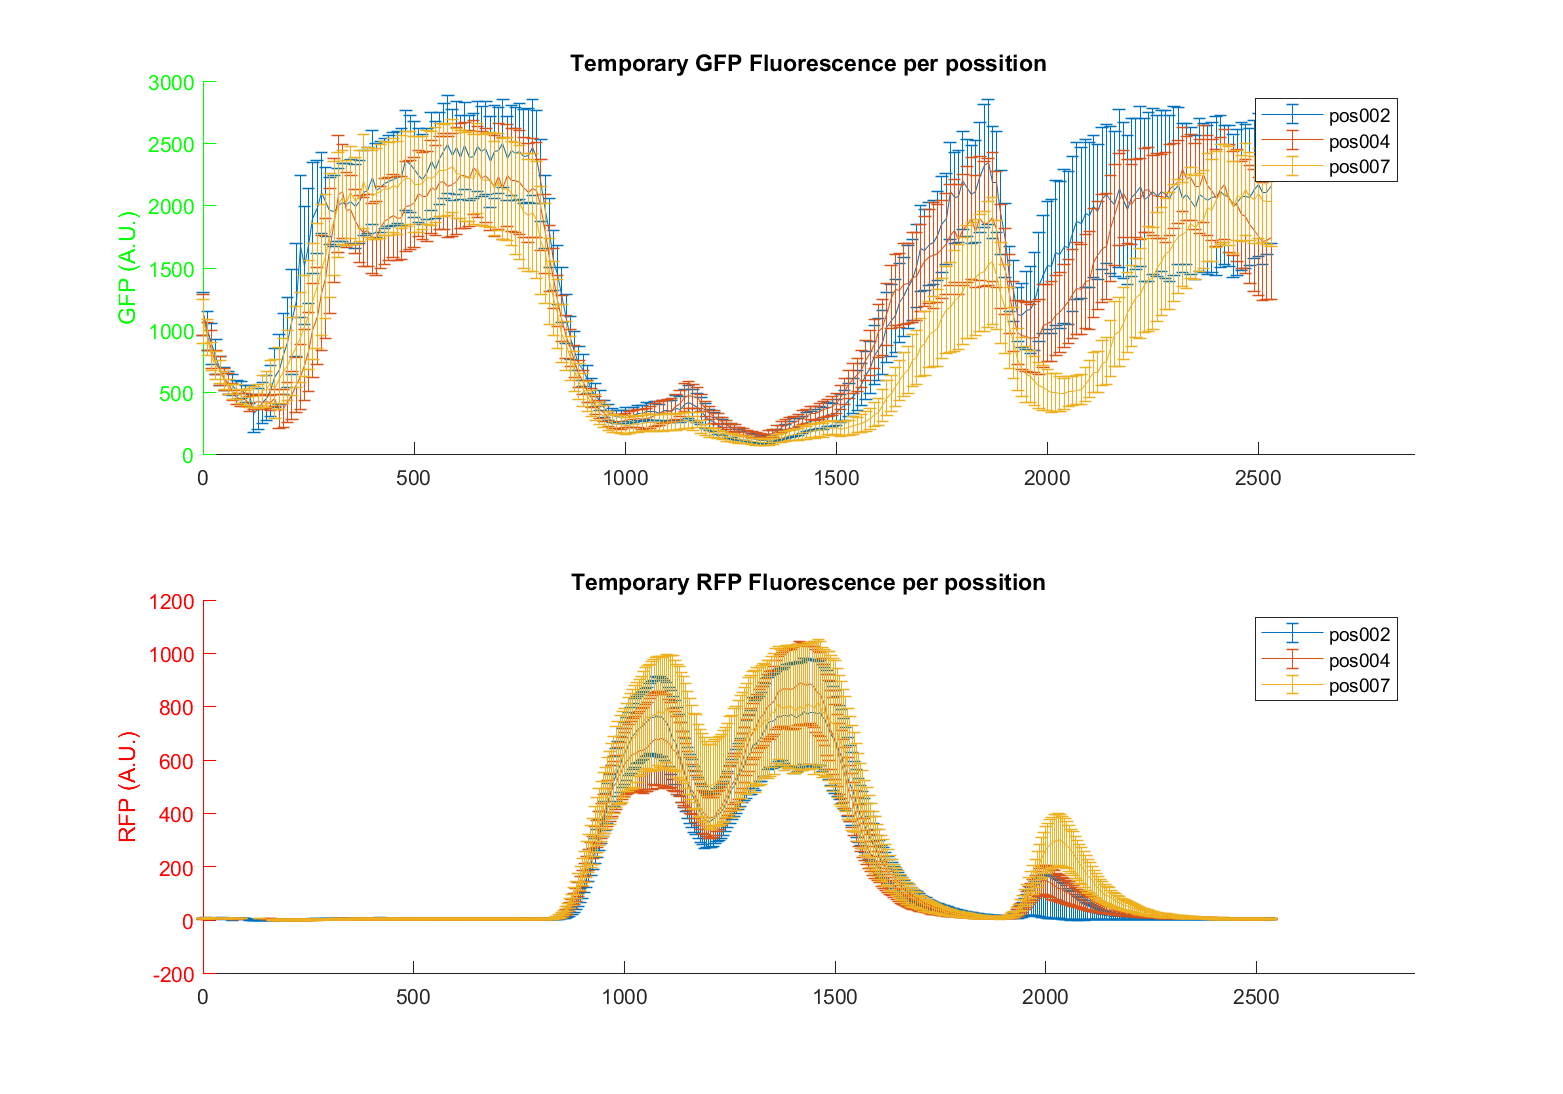 Temporary GFP Fluorescence per possition
GFP (A.U.)
3000
2500
2000
1500
1000
500
0
0 500 1000 1500 2000 2500
pos002
pos004
pos007
Temporary RFP Fluorescence per possition
RFP (A.U.)
1200
1000
800
600
400
200
0
-200
0 500 1000 1500 2000 2500
pos002
pos004
pos007